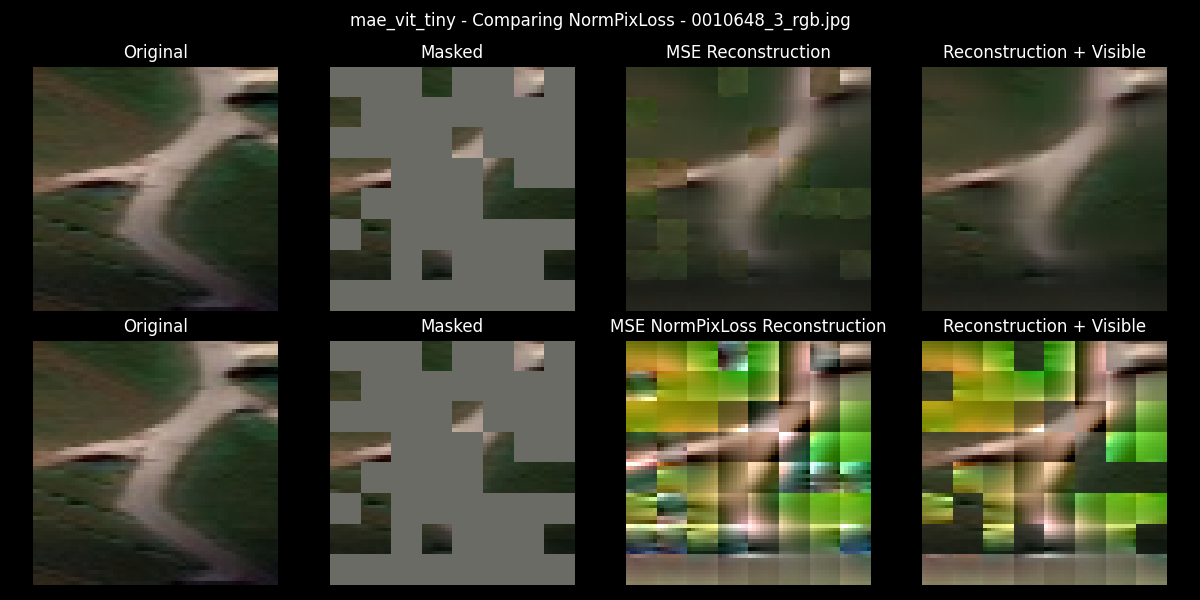 mae_vit_tiny - Comparing NormPixLoss - 0010648_3_rgb.jpg
Original Masked MSE Reconstruction Reconstruction + Visible
Original Masked MSE NormPixLoss Reconstruction Reconstruction + Visible